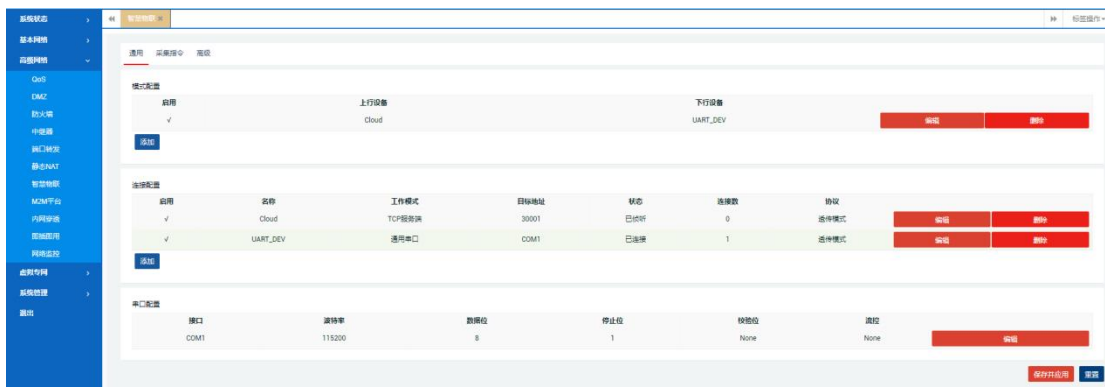 系统状态
智慧物联
标签操作
基本网络
高级网络
通用 采集指令 高级
QoS
DMZ
防火墙
中继器
端口转发
静态NAT
智慧物联
M2M平台
内网穿透
网络监控
虚拟专网
系统管理
退出
模式配置
启用 上行设备 下行设备
√ Cloud UART_DEV 编辑 删除
添加
连接配置
启用 名称 工作模式 目标地址 状态 连接数 协议
√ Cloud TCP服务端 30001 已侦听 0 透传模式 编辑 删除
√ UART_DEV 通用串口 COM1 已连接 1 透传模式 编辑 删除
添加
串口配置
接口 波特率 数据位 停止位 校验位 流控
COM1 115200 8 1 None None 编辑
保存并应用 重置